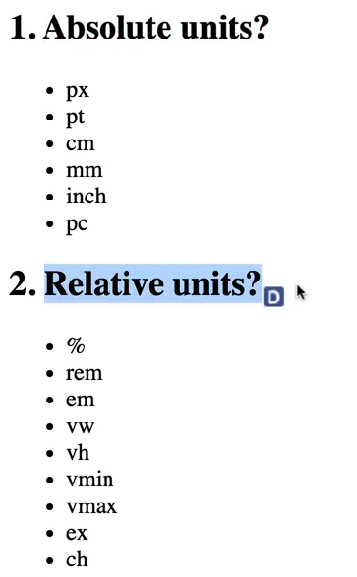 1. Absolute units?
• px
• pt
• cm
• mm
• inch
• pc
2. Relative units?
D
• %
• rem
• em
• vw
• vh
• vmin
• vmax
• ex
• ch